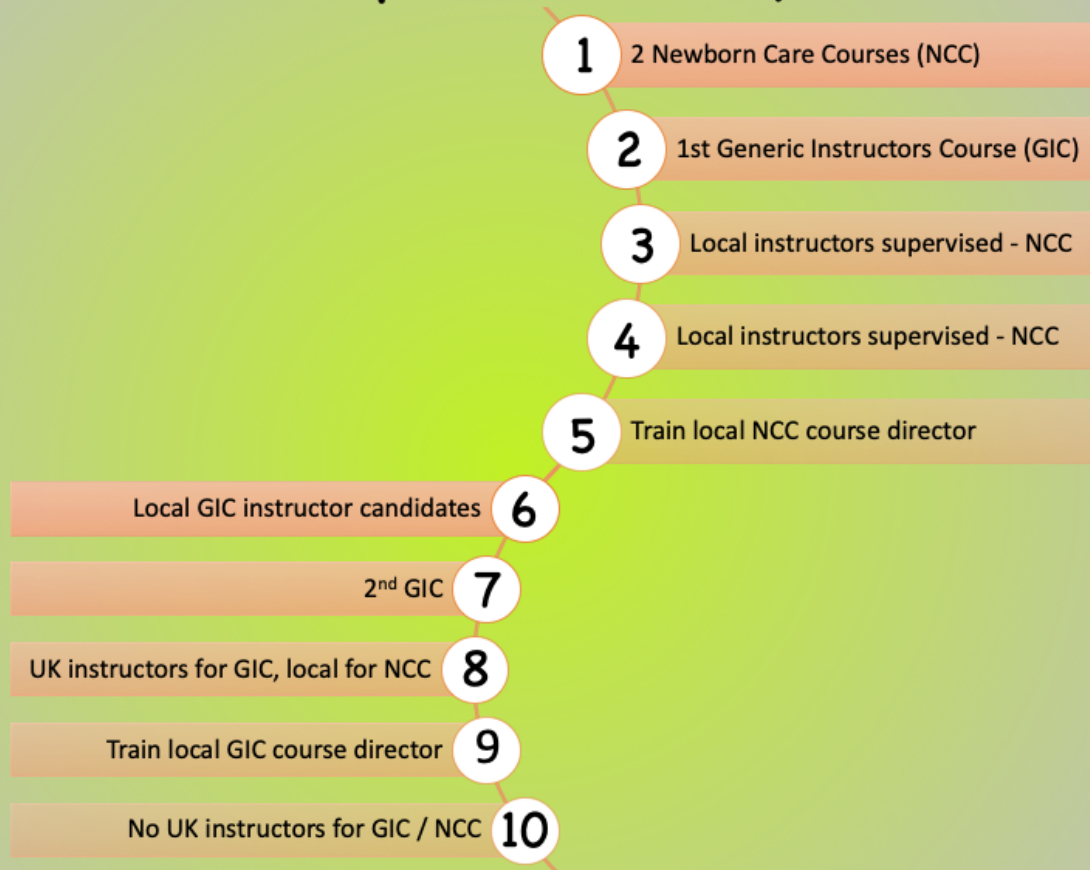 1 2 Newborn Care Courses (NCC)
2 1st Generic Instructors Course (GIC)
3 Local instructors supervised - NCC
4 Local instructors supervised - NCC
5 Train local NCC course director
Local GIC instructor candidates 6
2nd GIC 7
UK instructors for GIC, local for NCC 8
Train local GIC course director 9
No UK instructors for GIC / NCC 10